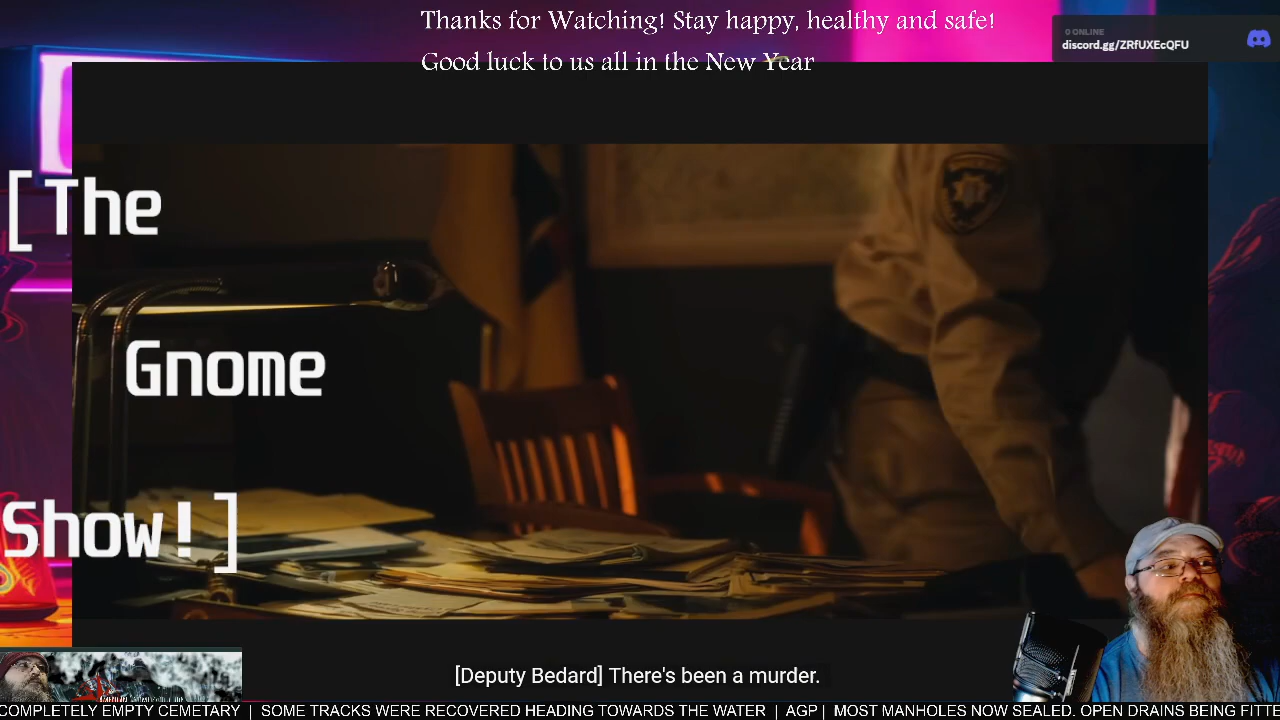 Thanks for Watching! Stay happy, healthy and safe!
Good luck to us all in the New Year
0 ONLINE
discord.gg/ZRfUXEcQFU
[The
Gnome
Show!]
[Deputy Bedard] There's been a murder.
COMPLETELY EMPTY CEMETARY | SOME TRACKS WERE RECOVERED HEADING TOWARDS THE WATER | AGP | MOST MANHOLES NOW SEALED. OPEN DRAINS BEING FITTE